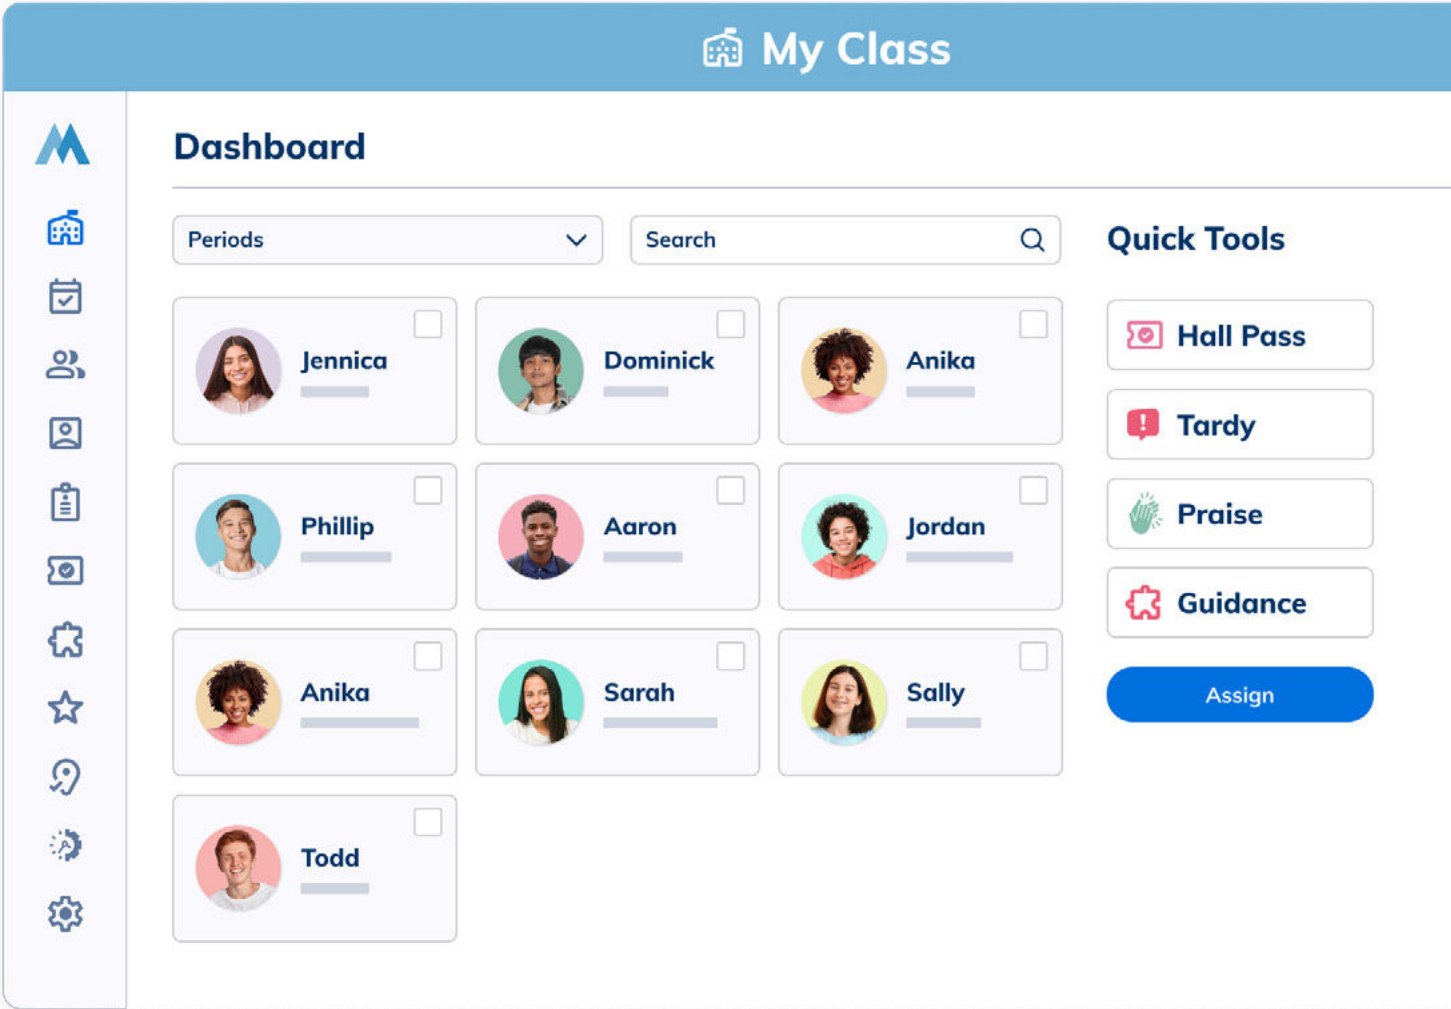 My Class
Dashboard
Periods
Search
Quick Tools
Jennica
Dominick
Anika
Hall Pass
Tardy
Phillip
Aaron
Jordan
Praise
Guidance
Anika
Sarah
Sally
Assign
Todd